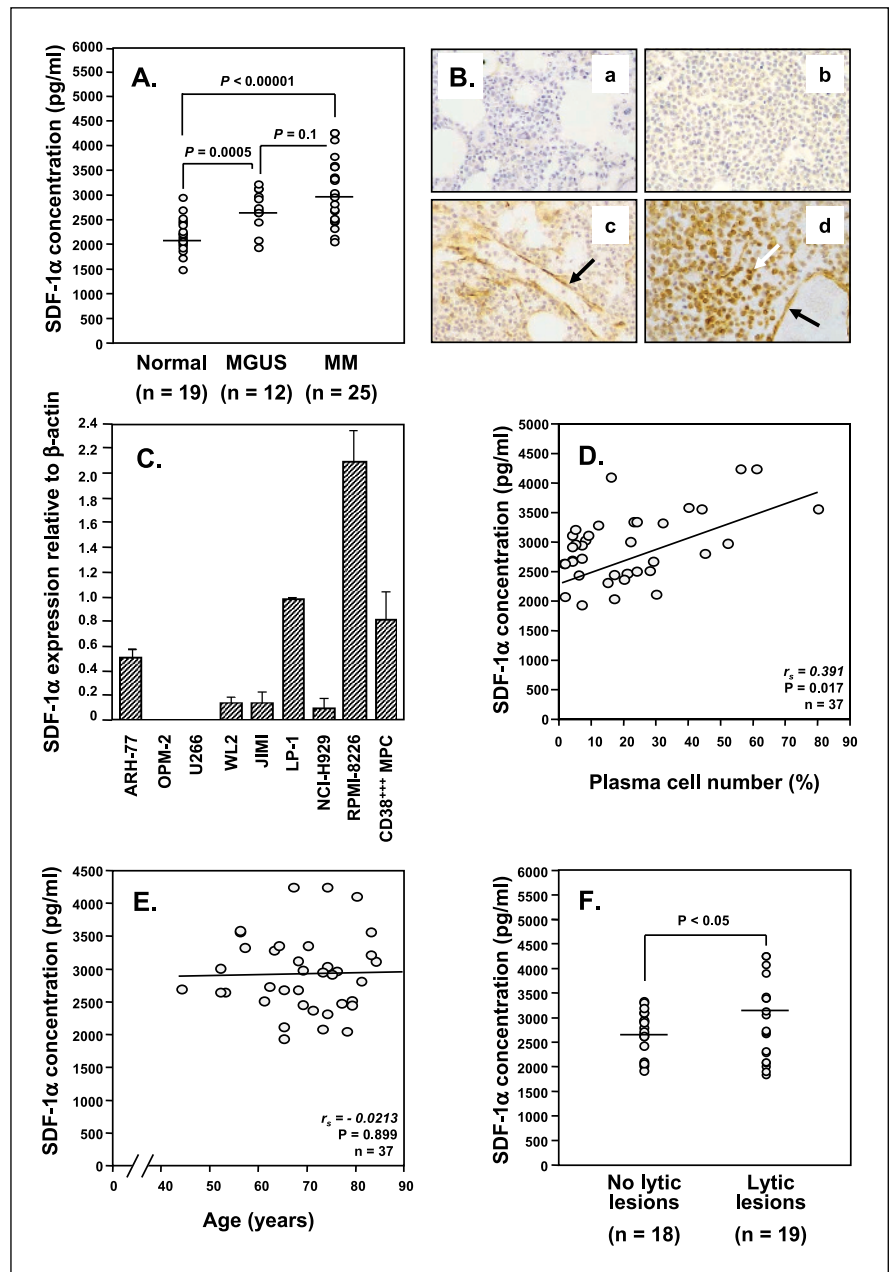 A.
SDF-1α concentration (pg/ml)
6000
5500
5000
4500
4000
3500
3000
2500
2000
1500
1000
500
0
P < 0.00001
P = 0.1
P = 0.0005
Normal MGUS MM
(n = 19) (n = 12) (n = 25)
B.
a
b
c
d
C.
SDF-1α expression relative to β-actin
2.4
2.2
2.0
1.8
1.6
1.4
1.2
1.0
0.8
0.6
0.4
0.2
0
ARH-77
OPM-2
U266
WL2
JIMI
LP-1
NCI-H929
RPMI-8226
CD38+++ MPC
D.
SDF-1α concentration (pg/ml)
5000
4500
4000
3500
3000
2500
2000
1500
1000
500
0
rs = 0.391
P = 0.017
n = 37
0 10 20 30 40 50 60 70 80 90
Plasma cell number (%)
E.
SDF-1α concentration (pg/ml)
4500
4000
3500
3000
2500
2000
1500
1000
500
0
rs = - 0.0213
P = 0.899
n = 37
0 40 50 60 70 80 90
Age (years)
F.
SDF-1α concentration (pg/ml)
6000
5500
5000
4500
4000
3500
3000
2500
2000
1500
1000
500
0
P < 0.05
No lytic Lytic
lesions lesions
(n = 18) (n = 19)